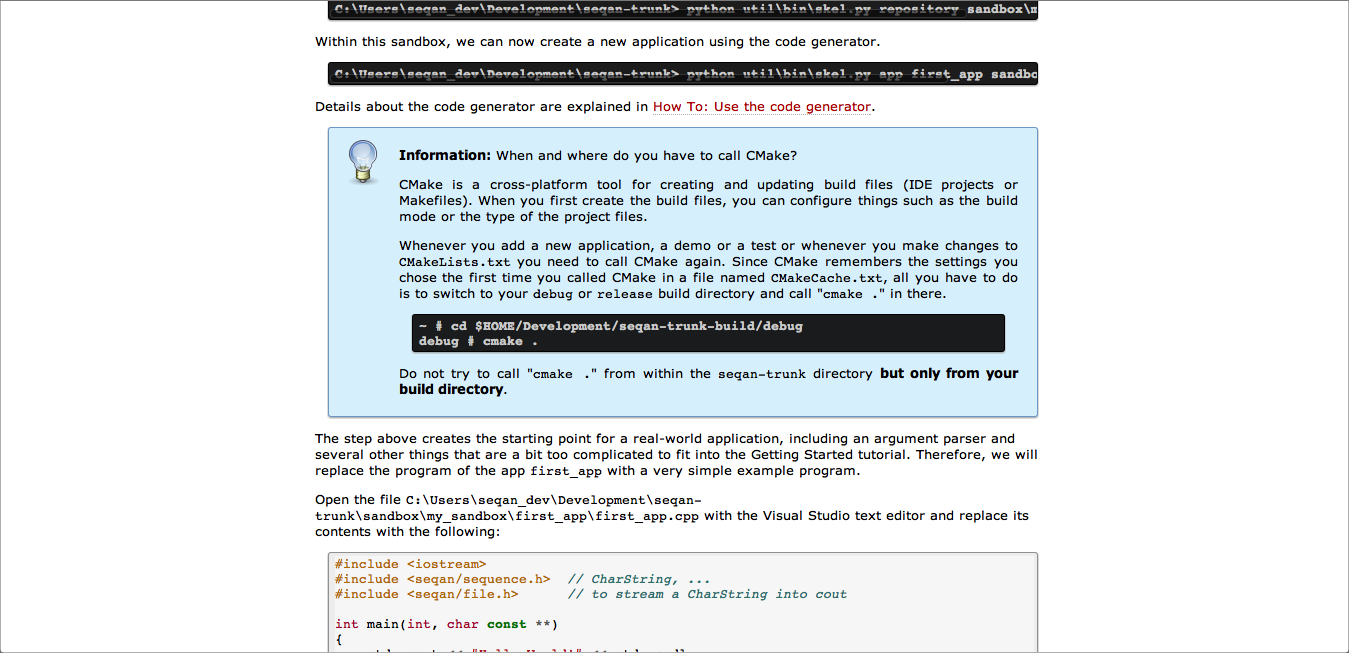 C:\Users\seqan_dev\Development\seqan-trunk> python util\bin\skel.py repository sandbox\m
Within this sandbox, we can now create a new application using the code generator.
C:\Users\seqan_dev\Development\seqan-trunk> python util\bin\skel.py app first_app sandbo
Details about the code generator are explained in How To: Use the code generator.
Information: When and where do you have to call CMake?
CMake is a cross-platform tool for creating and updating build files (IDE projects or
Makefiles). When you first create the build files, you can configure things such as the build
mode or the type of the project files.
Whenever you add a new application, a demo or a test or whenever you make changes to
CMakeLists.txt you need to call CMake again. Since CMake remembers the settings you
chose the first time you called CMake in a file named CMakeCache.txt, all you have to do
is to switch to your debug or release build directory and call "cmake ." in there.
~ # cd $HOME/Development/seqan-trunk-build/debug
debug # cmake .
Do not try to call "cmake ." from within the seqan-trunk directory but only from your
build directory.
The step above creates the starting point for a real-world application, including an argument parser and
several other things that are a bit too complicated to fit into the Getting Started tutorial. Therefore, we will
replace the program of the app first_app with a very simple example program.
Open the file C:\Users\seqan_dev\Development\seqan-
trunk\sandbox\my_sandbox\first_app\first_app.cpp with the Visual Studio text editor and replace its
contents with the following:
#include <iostream>
#include <seqan/sequence.h>  // CharString, ...
#include <seqan/file.h>      // to stream a CharString into cout
int main(int, char const **)
{